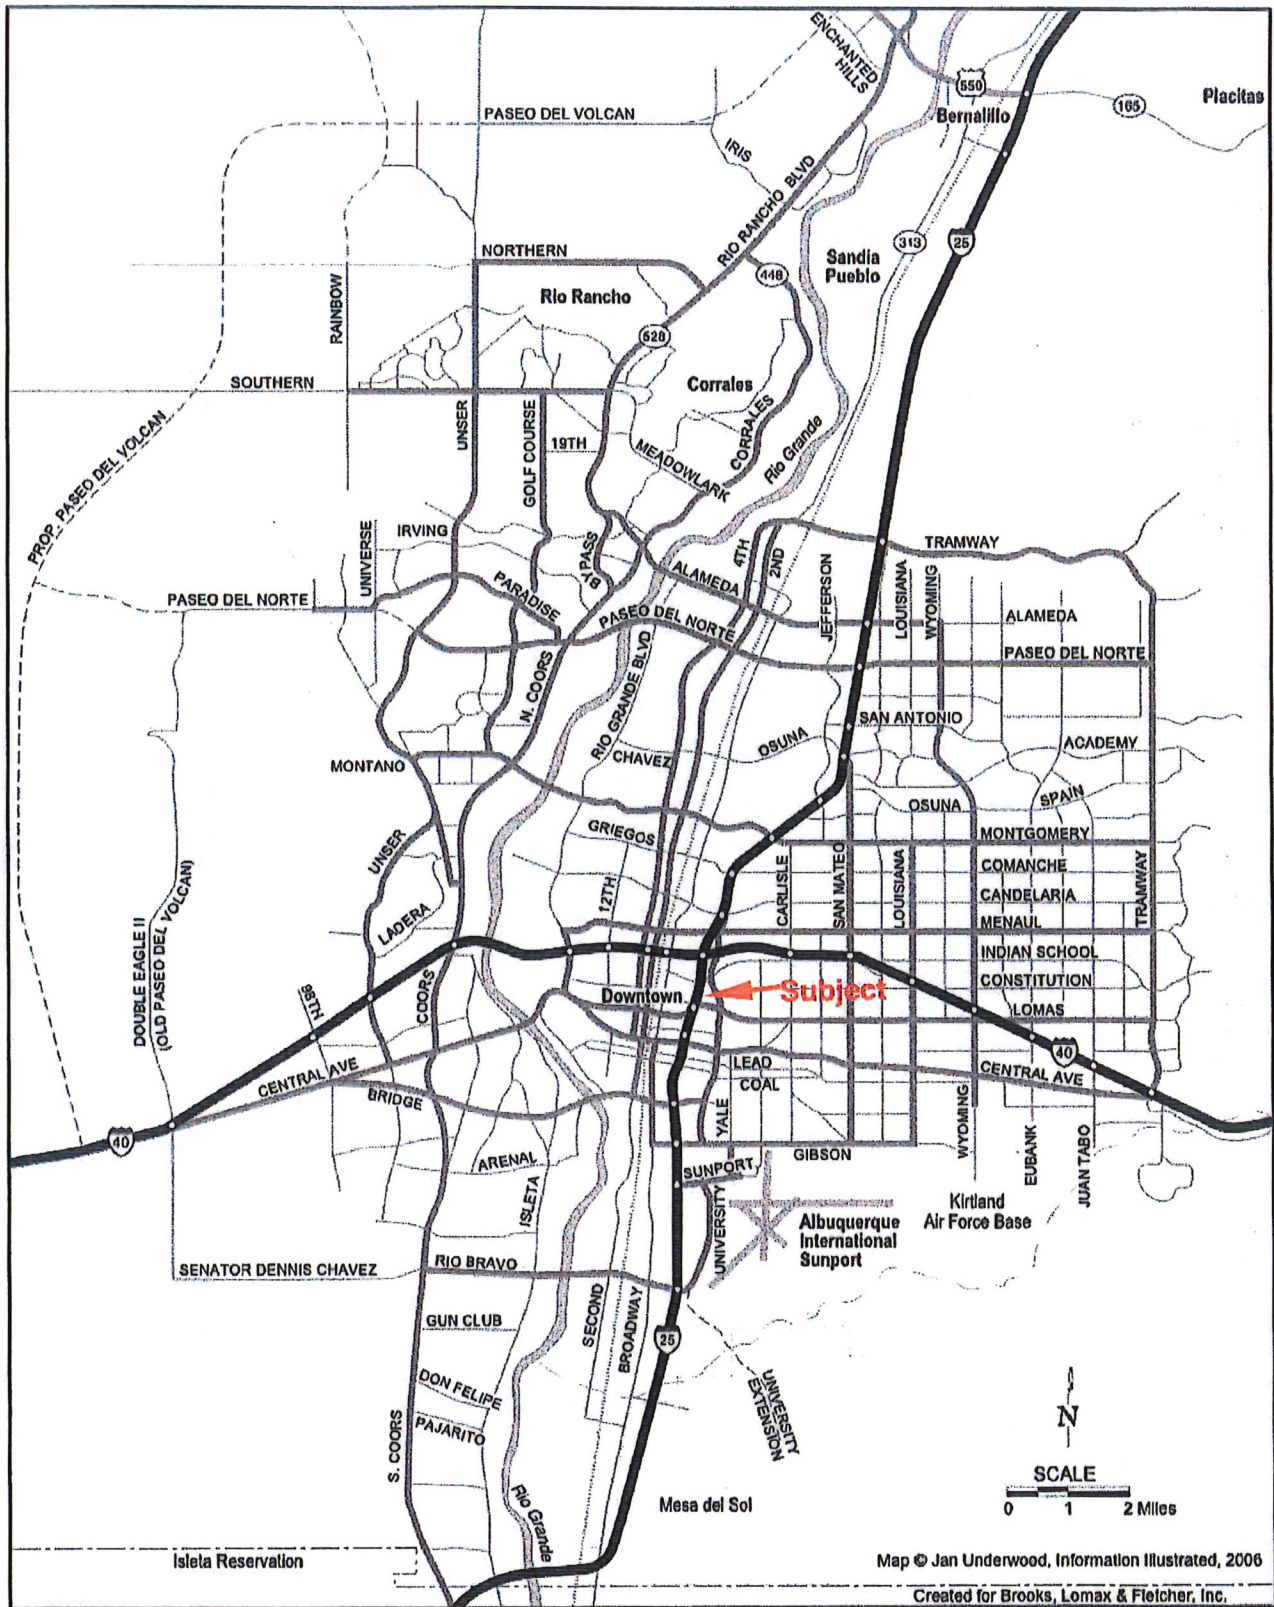 ENCHANTED
HILLS
550
Bernalillo
165
Placitas
PASEO DEL VOLCAN
IRIS
RIO RANCHO BLVD
NORTHERN
448
Sandia
Pueblo
313
25
RAINBOW
Rio Rancho
528
SOUTHERN
Corrales
UNSER
GOLF COURSE
19TH
MEADOWLARK
CORRALES
Rio Grande
PROP. PASEO DEL VOLCAN
UNIVERSE
IRVING
BY PASS
4TH
2ND
TRAMWAY
PARADISE
ALAMEDA
JEFFERSON
LOUISIANA
WYOMING
PASEO DEL NORTE
PASEO DEL NORTE
ALAMEDA
PASEO DEL NORTE
N. COORS
RIO GRANDE BLVD
SAN ANTONIO
MONTANO
CHAVEZ
OSUNA
ACADEMY
OSUNA
SPAIN
UNSER
GRIEGOS
MONTGOMERY
CARLISLE
SAN MATEO
LOUISIANA
COMANCHE
TRAMWAY
12TH
CANDELARIA
LADERA
MENAUL
DOUBLE EAGLE II
(OLD PASEO DEL VOLCAN)
98TH
COORS
INDIAN SCHOOL
Downtown
Subject
CONSTITUTION
LOMAS
40
CENTRAL AVE
LEAD
COAL
CENTRAL AVE
BRIDGE
YALE
WYOMING
40
ARENAL
GIBSON
EUBANK
JUAN TABO
SUNPORT
ISLETA
UNIVERSITY
Albuquerque
International
Sunport
Kirtland
Air Force Base
SENATOR DENNIS CHAVEZ
RIO BRAVO
GUN CLUB
SECOND
BROADWAY
25
DON FELIPE
PAJARITO
UNIVERSITY
EXTENSION
N
S. COORS
SCALE
0 1 2 Miles
Rio Grande
Mesa del Sol
Isleta Reservation
Map © Jan Underwood, Information Illustrated, 2006
Created for Brooks, Lomax & Fletcher, Inc.